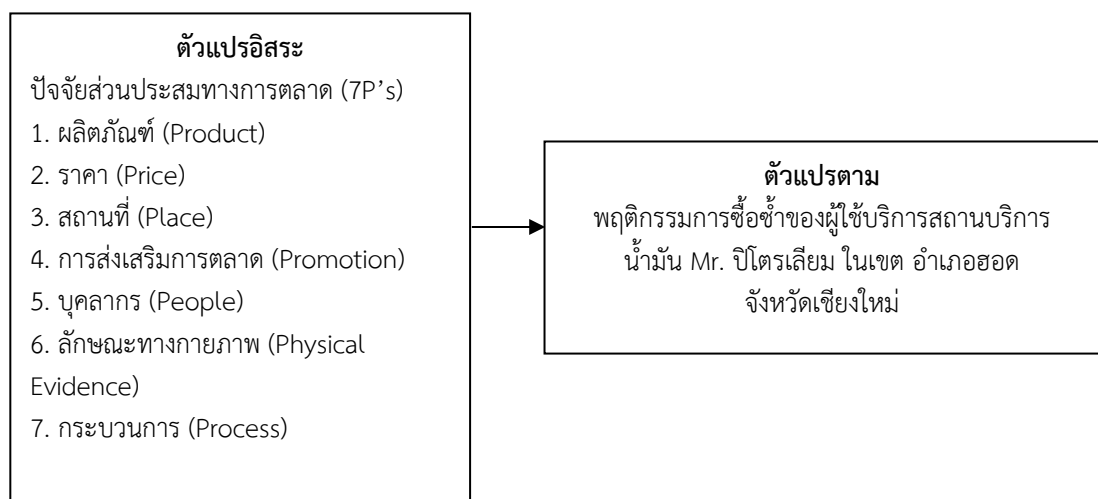 ตัวแปรอิสระ
ปัจจัยส่วนประสมทางการตลาด (7P’s)
1. ผลิตภัณฑ์ (Product)
2. ราคา (Price)
3. สถานที่ (Place)
4. การส่งเสริมการตลาด (Promotion)
5. บุคลากร (People)
6. ลักษณะทางกายภาพ (Physical
Evidence)
7. กระบวนการ (Process)
ตัวแปรตาม
พฤติกรรมการซื้อซ้ำของผู้ใช้บริการสถานบริการ
น้ำมัน Mr. ปิโตรเลียม ในเขต อำเภอฮอด
จังหวัดเชียงใหม่